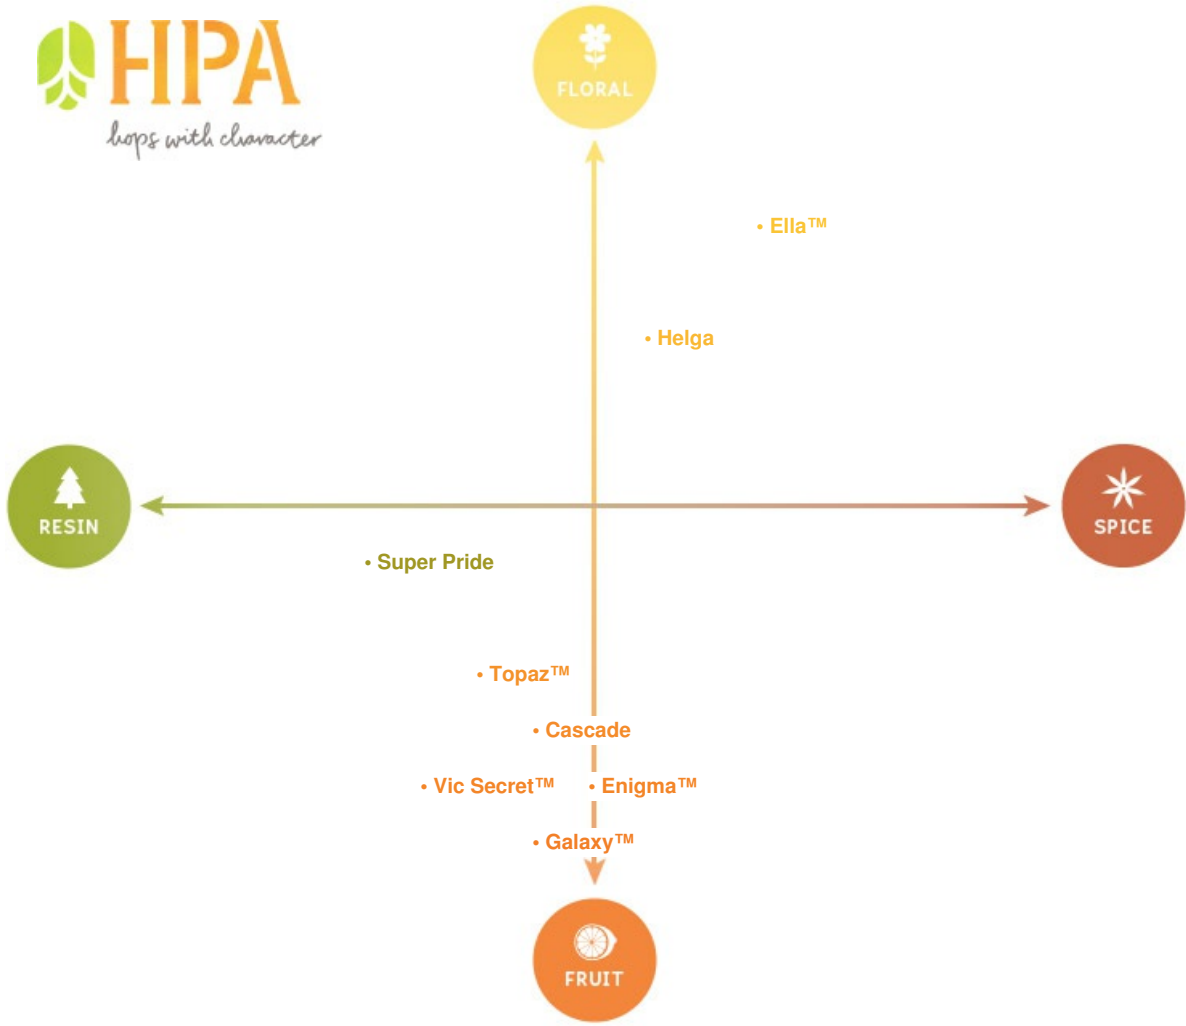 HPA
hops with character
FLORAL
• Ella™
• Helga
RESIN
SPICE
• Super Pride
• Topaz™
• Cascade
• Vic Secret™ • Enigma™
• Galaxy™
FRUIT